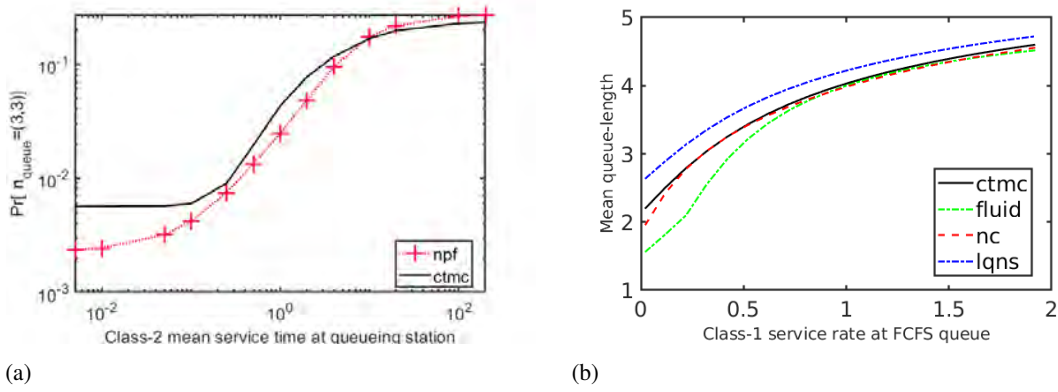 10^-1
10^-2
10^-3
Pr[ n_queue =(3,3)]
10^-2
10^0
10^2
Class-2 mean service time at queueing station
npf
ctmc
(a)
5
4
3
2
1
Mean queue-length
0
0.5
1
1.5
2
Class-1 service rate at FCFS queue
ctmc
fluid
nc
lqns
(b)